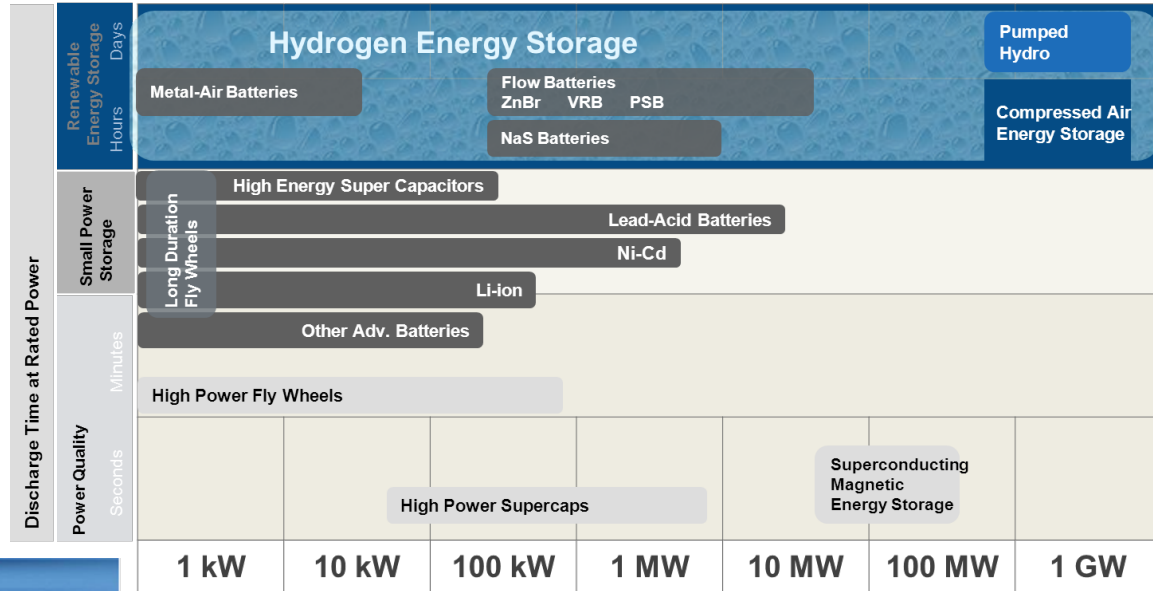 Discharge Time at Rated Power
Renewable
Energy Storage
Days
Hours
Small Power
Storage
Power Quality
Minutes
Seconds
Hydrogen Energy Storage
Pumped
Hydro
Metal-Air Batteries
Flow Batteries
ZnBr VRB PSB
NaS Batteries
Compressed Air
Energy Storage
Long Duration
Fly Wheels
High Energy Super Capacitors
Lead-Acid Batteries
Ni-Cd
Li-ion
Other Adv. Batteries
High Power Fly Wheels
High Power Supercaps
Superconducting
Magnetic
Energy Storage
1 kW 10 kW 100 kW 1 MW 10 MW 100 MW 1 GW